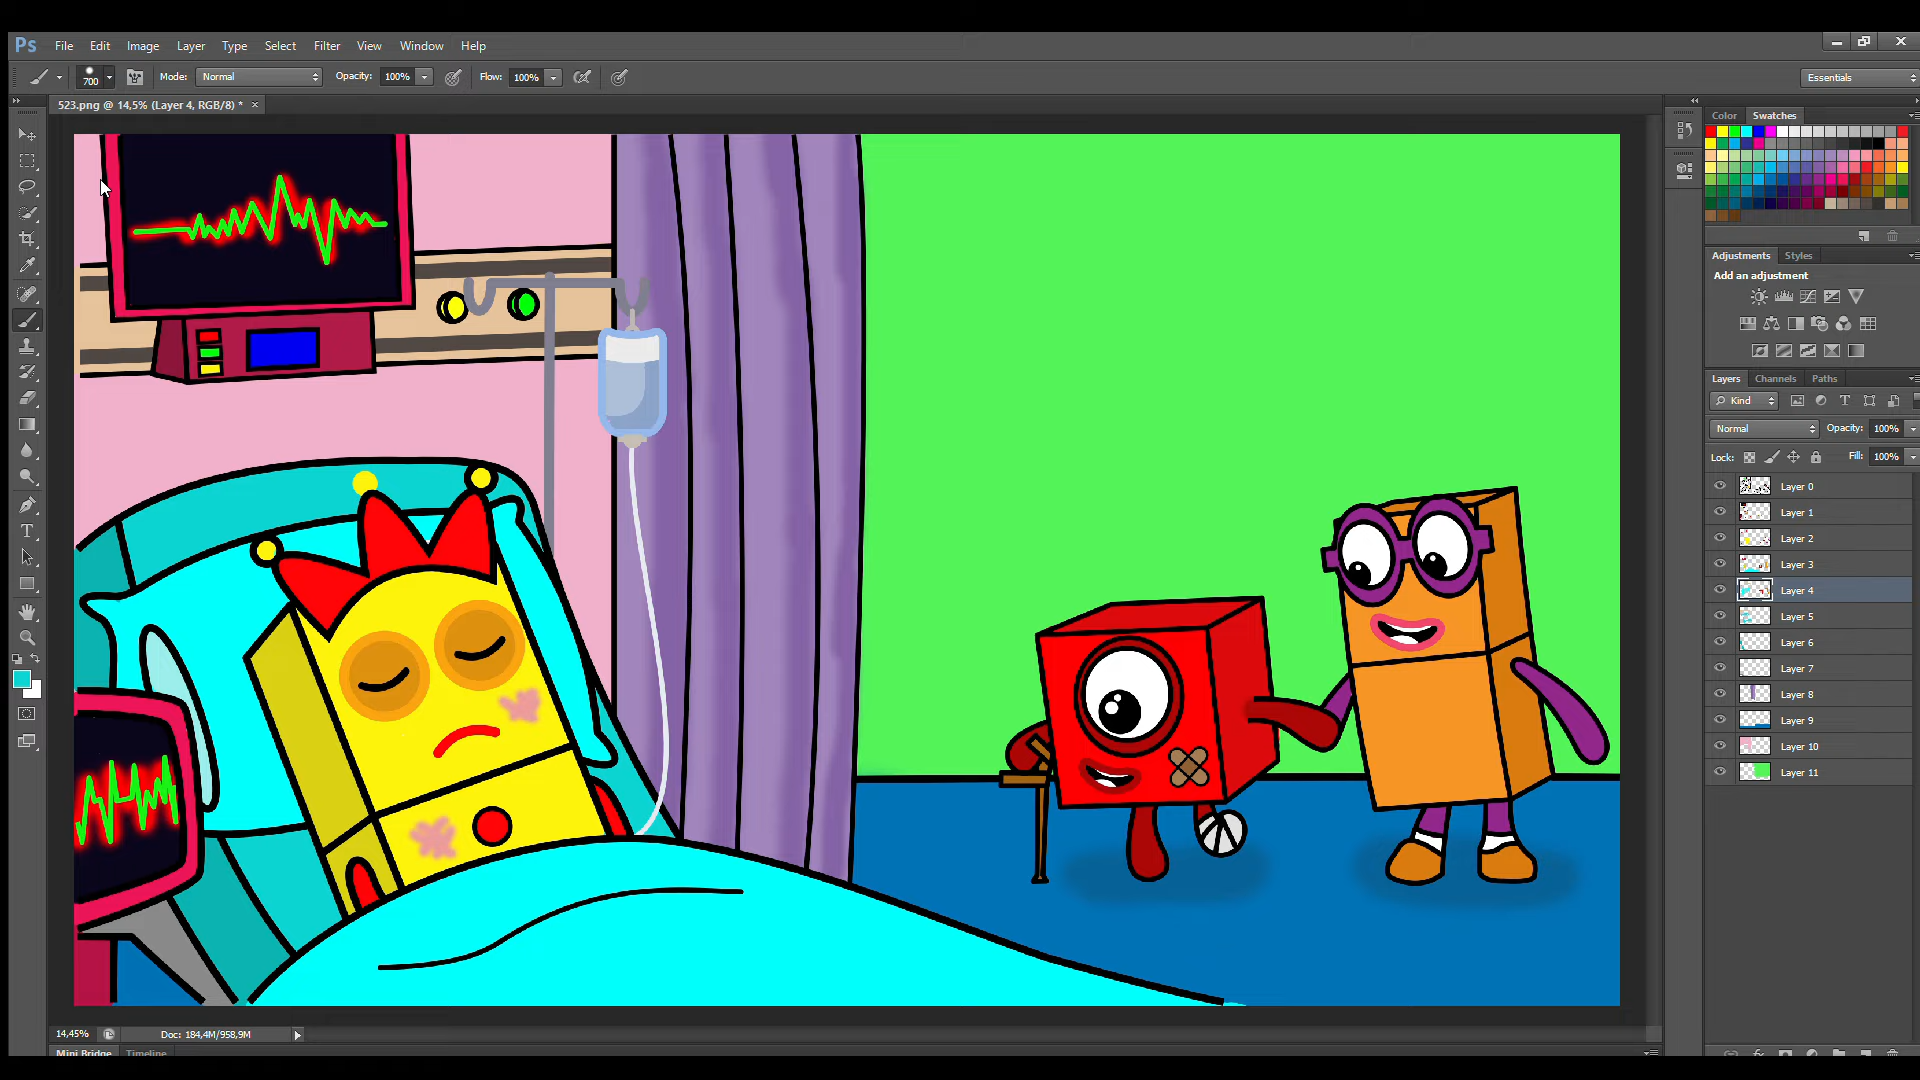 Ps File Edit Image Layer Type Select Filter View Window Help
700 Mode: Normal Opacity: 100% Flow: 100% Essentials
523.png @ 14,5% (Layer 4, RGB/8) * ×
Color Swatches
Adjustments Styles
Add an adjustment
Layers Channels Paths
Kind
Normal Opacity: 100%
Lock: Fill: 100%
Layer 0
Layer 1
Layer 2
Layer 3
Layer 4
Layer 5
Layer 6
Layer 7
Layer 8
Layer 9
Layer 10
Layer 11
14,45% Doc: 184,4M/958,9M
Mini Bridge Timeline